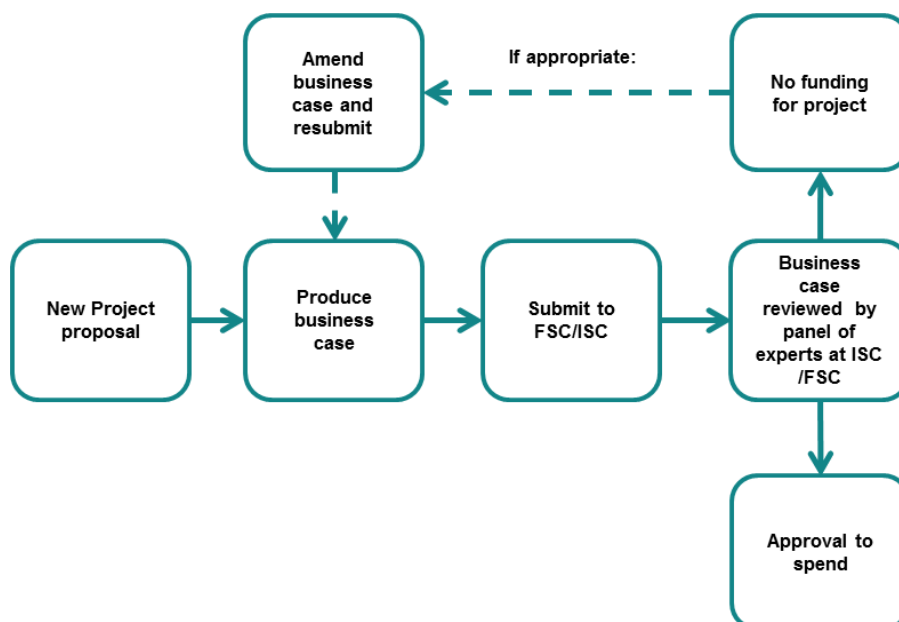 Amend
business
case and
resubmit
If appropriate:
No funding
for project
New Project
proposal
Produce
business
case
Submit to
FSC/ISC
Business
case
reviewed by
panel of
experts at ISC
/FSC
Approval to
spend